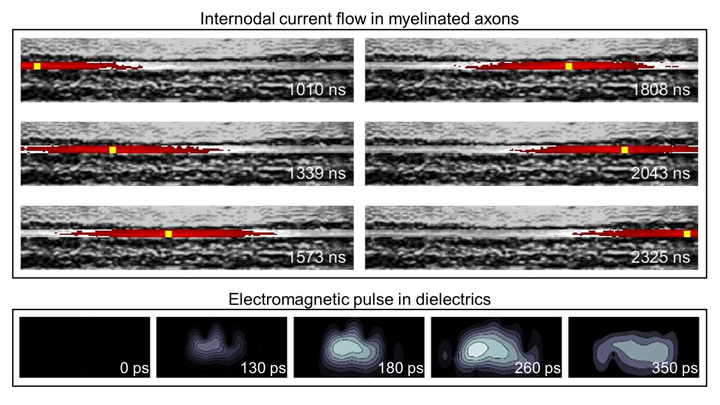 Internodal current flow in myelinated axons
1010 ns
1808 ns
1339 ns
2043 ns
1573 ns
2325 ns
Electromagnetic pulse in dielectrics
0 ps
130 ps
180 ps
260 ps
350 ps